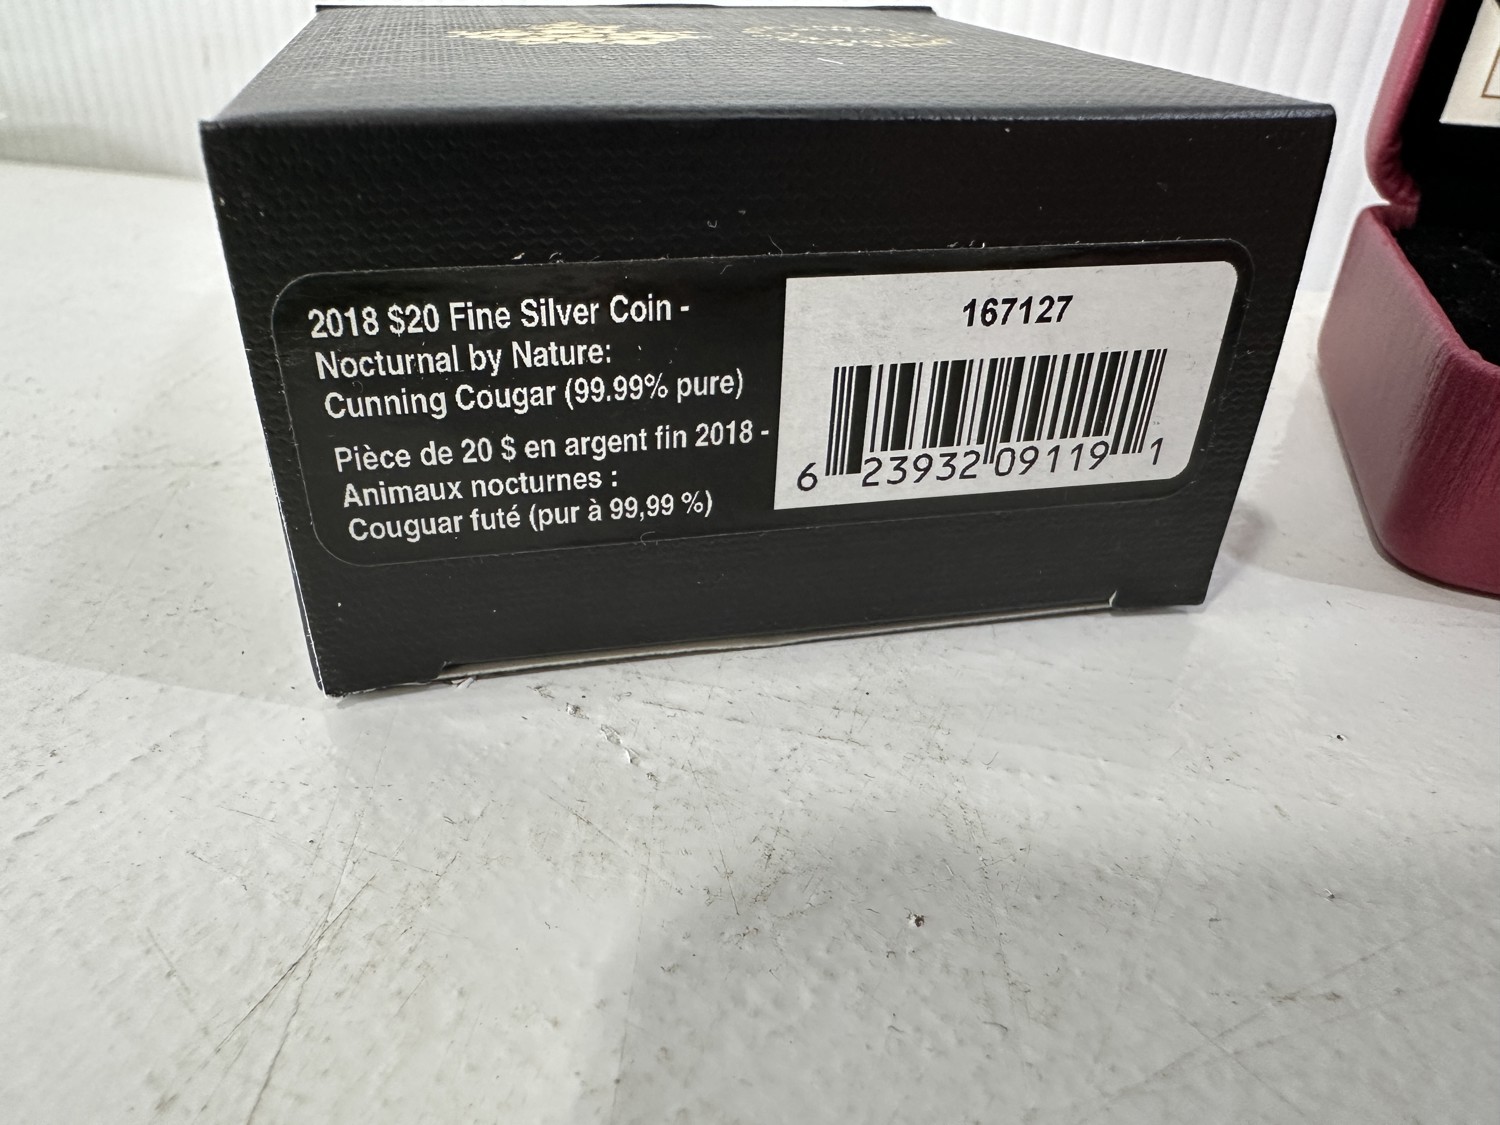 2018 $20 Fine Silver Coin -
Nocturnal by Nature:
Cunning Cougar (99.99% pure)
Pièce de 20 $ en argent fin 2018 -
Animaux nocturnes :
Couguar futé (pur à 99,99 %)
167127
6 23932 09119 1